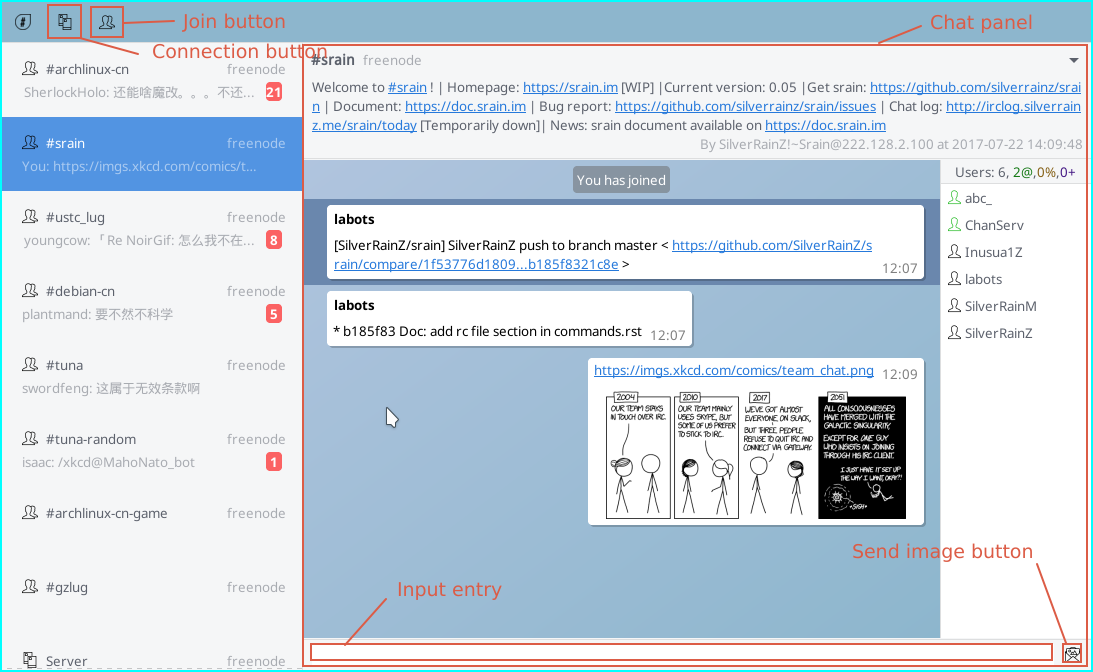 Join button
Connection button
Chat panel
#archlinux-cn freenode
SherlockHolo: 还能啥魔改。。。不还... 21
#srain freenode
You: https://imgs.xkcd.com/comics/t...
#ustc_lug freenode
youngcow: 「Re NoirGif: 怎么我不在... 8
#debian-cn freenode
plantmand: 要不然不科学 5
#tuna freenode
swordfeng: 这属于无效条款啊
#tuna-random freenode
isaac: /xkcd@MahoNato_bot 1
#archlinux-cn-game freenode
#gzlug freenode
Server freenode
#srain freenode
Welcome to #srain ! | Homepage: https://srain.im [WIP] |Current version: 0.05 |Get srain: https://github.com/silverrainz/srai
n | Document: https://doc.srain.im | Bug report: https://github.com/silverrainz/srain/issues | Chat log: http://irclog.silverrain
z.me/srain/today [Temporarily down]| News: srain document available on https://doc.srain.im
By SilverRainZ!~Srain@222.128.2.100 at 2017-07-22 14:09:48
You has joined
labots
[SilverRainZ/srain] SilverRainZ push to branch master < https://github.com/SilverRainZ/s
rain/compare/1f53776d1809...b185f8321c8e >
12:07
labots
* b185f83 Doc: add rc file section in commands.rst 12:07
https://imgs.xkcd.com/comics/team_chat.png 12:09
2004
OUR TEAM STAYS
IN TOUCH OVER IRC.
2010
OUR TEAM MAINLY
USES SKYPE, BUT
SOME OF US PREFER
TO STICK TO IRC.
2017
WE'VE GOT ALMOST
EVERYONE ON SLACK,
BUT THREE PEOPLE
REFUSE TO QUIT IRC AND
CONNECT VIA GATEWAY.
2051
ALL CONSCIOUSNESSES
HAVE MERGED WITH THE
GALACTIC SINGULARITY,
EXCEPT FOR ONE GUY
WHO INSISTS ON JOINING
THROUGH HIS IRC CLIENT.
I JUST HAVE IT SET UP
THE WAY I WANT, OKAY?!
*SIGH*
Users: 6, 2@,0%,0+
abc_
ChanServ
Inusua1Z
labots
SilverRainM
SilverRainZ
Send image button
Input entry